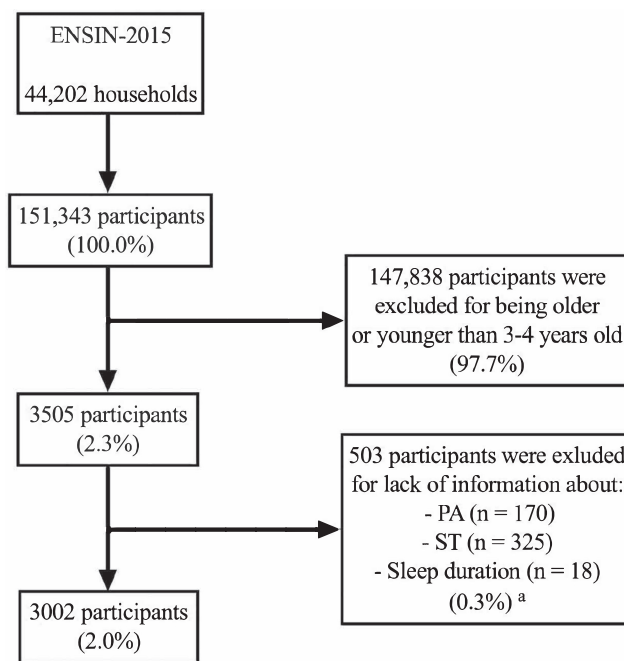 ENSIN-2015
44,202 households
151,343 participants
(100.0%)
147,838 participants were
excluded for being older
or younger than 3-4 years old
(97.7%)
3505 participants
(2.3%)
503 participants were exluded
for lack of information about:
- PA (n = 170)
- ST (n = 325)
- Sleep duration (n = 18)
(0.3%) a
3002 participants
(2.0%)